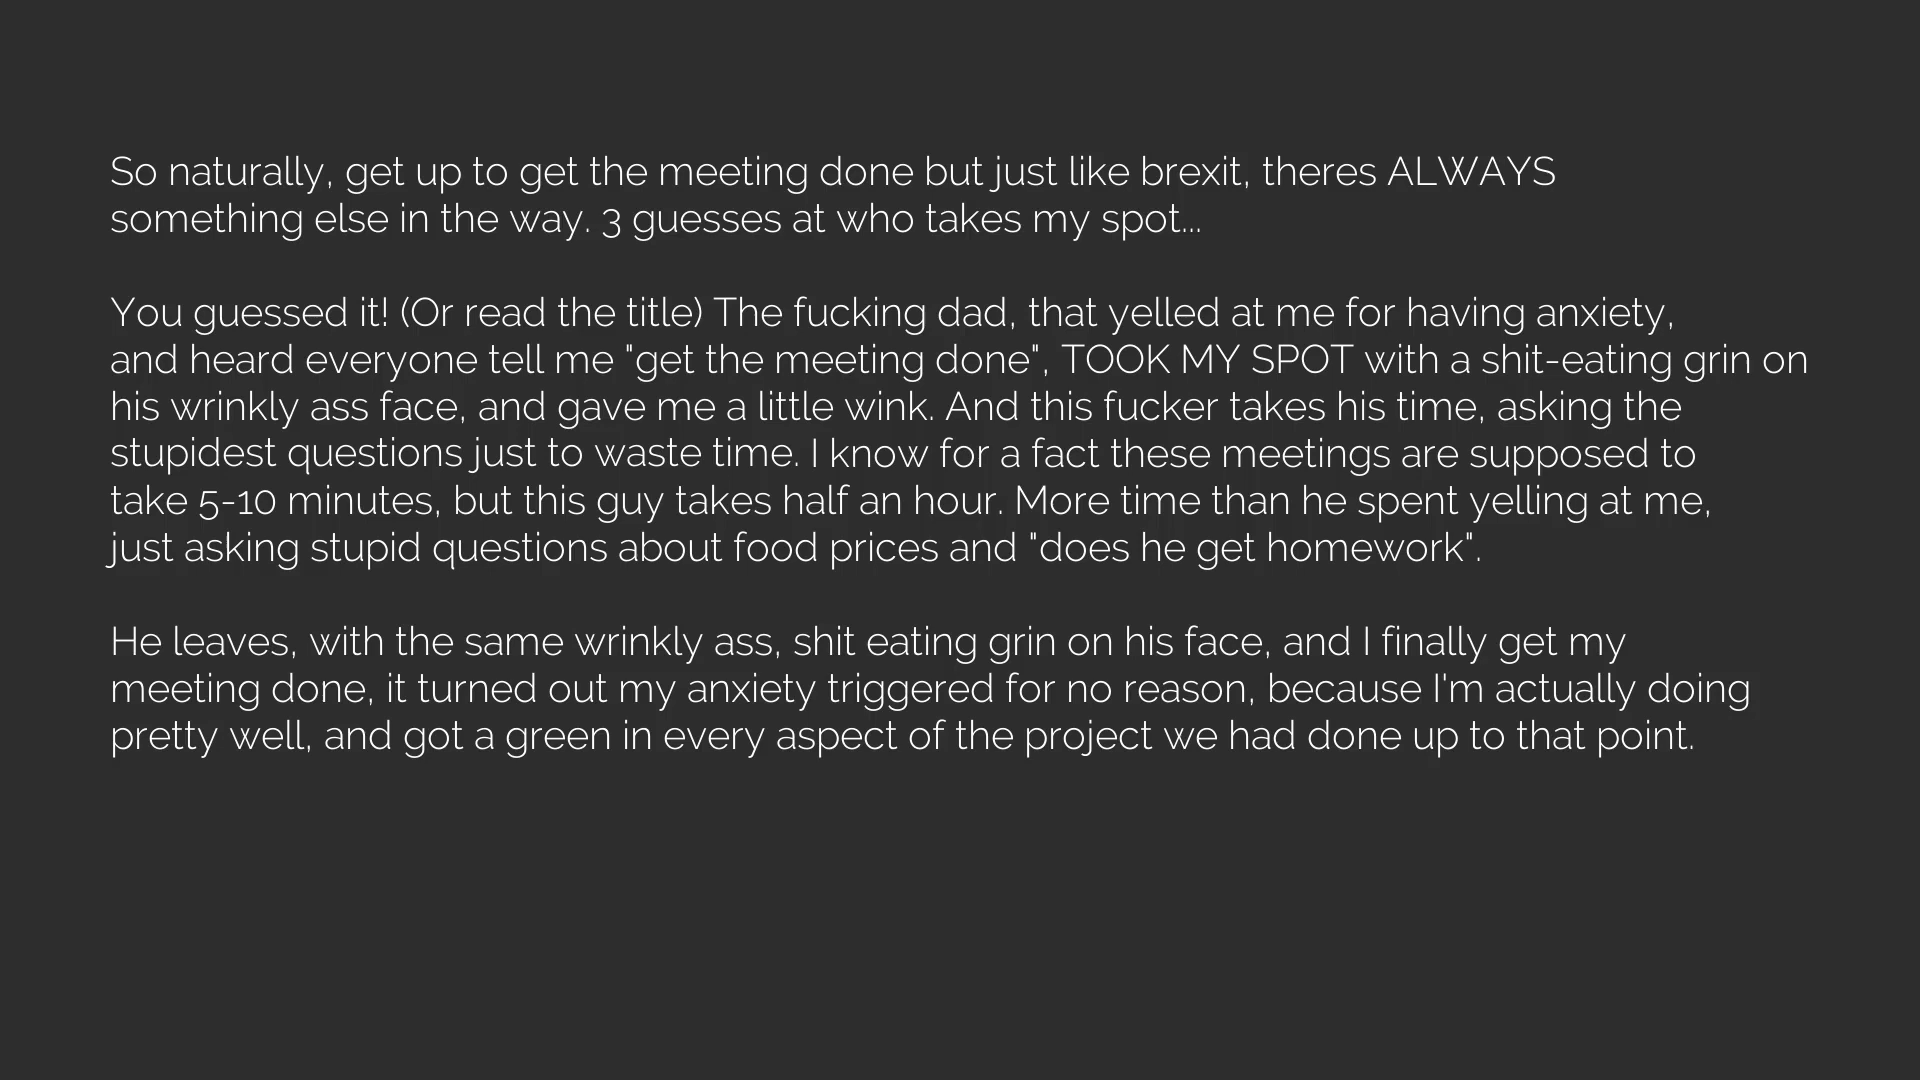 So naturally, get up to get the meeting done but just like brexit, theres ALWAYS
something else in the way. 3 guesses at who takes my spot...
You guessed it! (Or read the title) The fucking dad, that yelled at me for having anxiety,
and heard everyone tell me "get the meeting done", TOOK MY SPOT with a shit-eating grin on
his wrinkly ass face, and gave me a little wink. And this fucker takes his time, asking the
stupidest questions just to waste time. I know for a fact these meetings are supposed to
take 5-10 minutes, but this guy takes half an hour. More time than he spent yelling at me,
just asking stupid questions about food prices and "does he get homework".
He leaves, with the same wrinkly ass, shit eating grin on his face, and I finally get my
meeting done, it turned out my anxiety triggered for no reason, because I'm actually doing
pretty well, and got a green in every aspect of the project we had done up to that point.